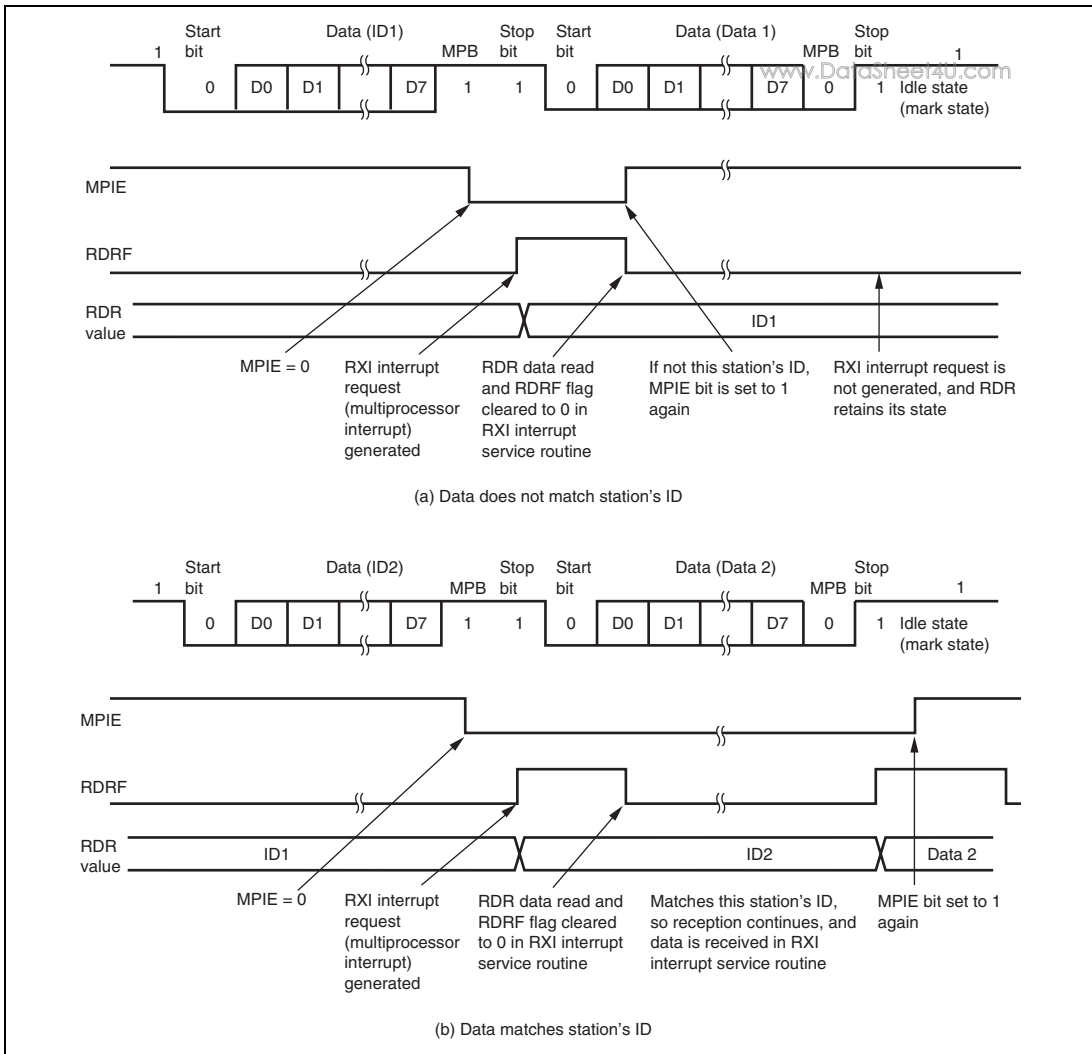 Start bit Data (ID1) MPB Stop bit Start bit Data (Data 1) MPB Stop bit
1 0 D0 D1 D7 1 1 0 D0 D1 D7 0 1 1
www.DataSheet4U.com
Idle state
(mark state)
MPIE
RDRF
RDR
value
ID1
MPIE = 0
RXI interrupt
request
(multiprocessor
interrupt)
generated
RDR data read
and RDRF flag
cleared to 0 in
RXI interrupt
service routine
If not this station's ID,
MPIE bit is set to 1
again
RXI interrupt request is
not generated, and RDR
retains its state
(a) Data does not match station's ID
Start bit Data (ID2) MPB Stop bit Start bit Data (Data 2) MPB Stop bit
1 0 D0 D1 D7 1 1 0 D0 D1 D7 0 1 1
Idle state
(mark state)
MPIE
RDRF
RDR
value
ID1 ID2 Data 2
MPIE = 0
RXI interrupt
request
(multiprocessor
interrupt)
generated
RDR data read and
RDRF flag cleared
to 0 in RXI interrupt
service routine
Matches this station's ID,
so reception continues, and
data is received in RXI
interrupt service routine
MPIE bit set to 1
again
(b) Data matches station's ID